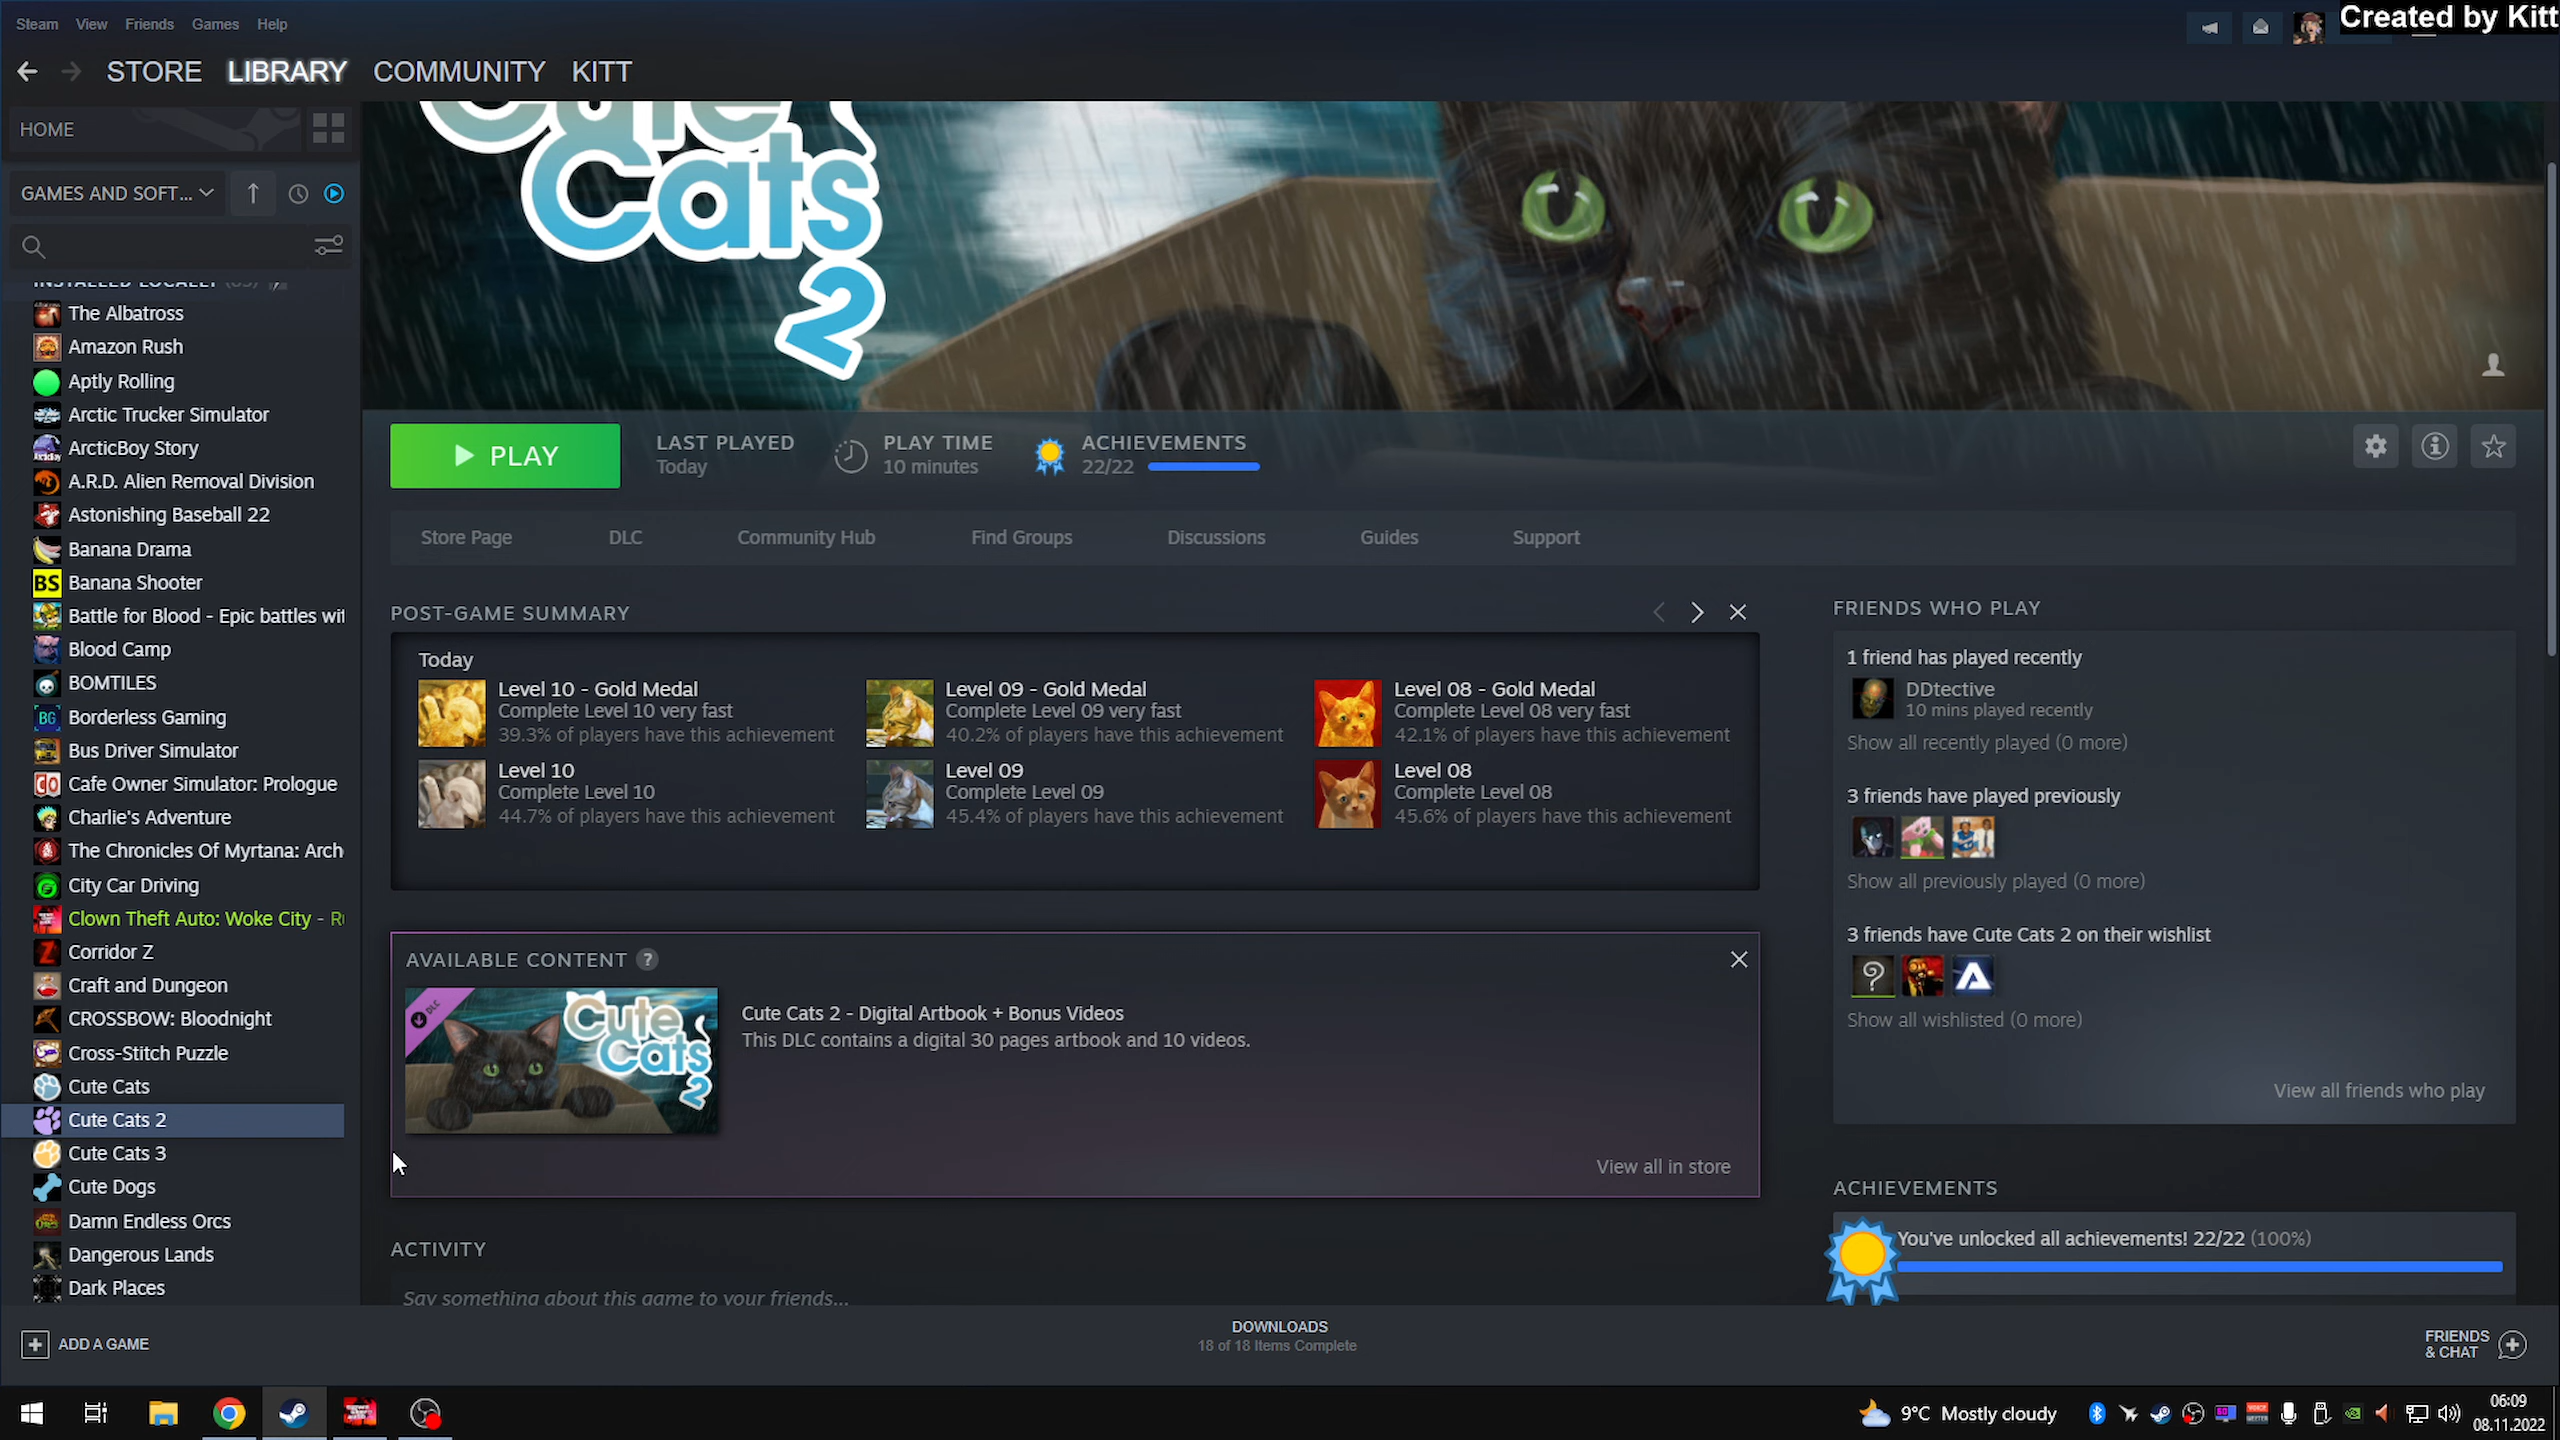 Steam View Friends Games Help
Created by Kitt
STORE LIBRARY COMMUNITY KITT
HOME
GAMES AND SOFT...
INSTALLED LOCALLY
The Albatross
Amazon Rush
Aptly Rolling
Arctic Trucker Simulator
ArcticBoy Story
A.R.D. Alien Removal Division
Astonishing Baseball 22
Banana Drama
BS Banana Shooter
Battle for Blood - Epic battles wit
Blood Camp
BOMTILES
BG Borderless Gaming
Bus Driver Simulator
Cafe Owner Simulator: Prologue
Charlie's Adventure
The Chronicles Of Myrtana: Arch
City Car Driving
Clown Theft Auto: Woke City - Ru
Corridor Z
Craft and Dungeon
CROSSBOW: Bloodnight
Cross-Stitch Puzzle
Cute Cats
Cute Cats 2
Cute Cats 3
Cute Dogs
Damn Endless Orcs
Dangerous Lands
Dark Places
ADD A GAME
Cute
Cats
2
PLAY
LAST PLAYED
Today
PLAY TIME
10 minutes
ACHIEVEMENTS
22/22
Store Page DLC Community Hub Find Groups Discussions Guides Support
POST-GAME SUMMARY
Today
Level 10 - Gold Medal
Complete Level 10 very fast
39.3% of players have this achievement
Level 09 - Gold Medal
Complete Level 09 very fast
40.2% of players have this achievement
Level 08 - Gold Medal
Complete Level 08 very fast
42.1% of players have this achievement
Level 10
Complete Level 10
44.7% of players have this achievement
Level 09
Complete Level 09
45.4% of players have this achievement
Level 08
Complete Level 08
45.6% of players have this achievement
AVAILABLE CONTENT ?
DLC
Cute
Cats
2
Cute Cats 2 - Digital Artbook + Bonus Videos
This DLC contains a digital 30 pages artbook and 10 videos.
View all in store
ACTIVITY
Say something about this game to your friends...
FRIENDS WHO PLAY
1 friend has played recently
DDtective
10 mins played recently
Show all recently played (0 more)
3 friends have played previously
Show all previously played (0 more)
3 friends have Cute Cats 2 on their wishlist
Show all wishlisted (0 more)
View all friends who play
ACHIEVEMENTS
You've unlocked all achievements! 22/22 (100%)
DOWNLOADS
18 of 18 Items Complete
FRIENDS
& CHAT
9°C Mostly cloudy
06:09
08.11.2022